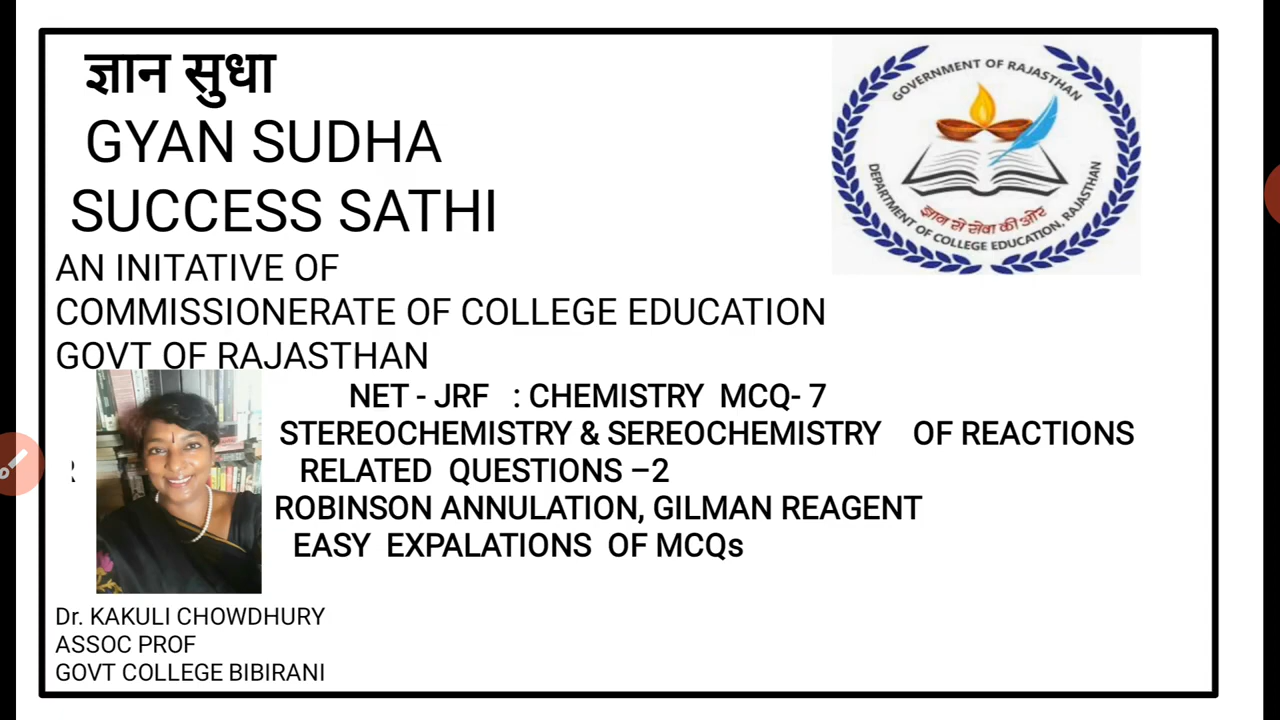 ज्ञान सुधा
GYAN SUDHA
SUCCESS SATHI
AN INITATIVE OF
COMMISSIONERATE OF COLLEGE EDUCATION
GOVT OF RAJASTHAN
GOVERNMENT OF RAJASTHAN
DEPARTMENT OF COLLEGE EDUCATION, RAJASTHAN
ज्ञान से सेवा की ओर
NET - JRF : CHEMISTRY MCQ- 7
STEREOCHEMISTRY & SEREOCHEMISTRY OF REACTIONS
RELATED QUESTIONS –2
ROBINSON ANNULATION, GILMAN REAGENT
EASY EXPALATIONS OF MCQs
Dr. KAKULI CHOWDHURY
ASSOC PROF
GOVT COLLEGE BIBIRANI